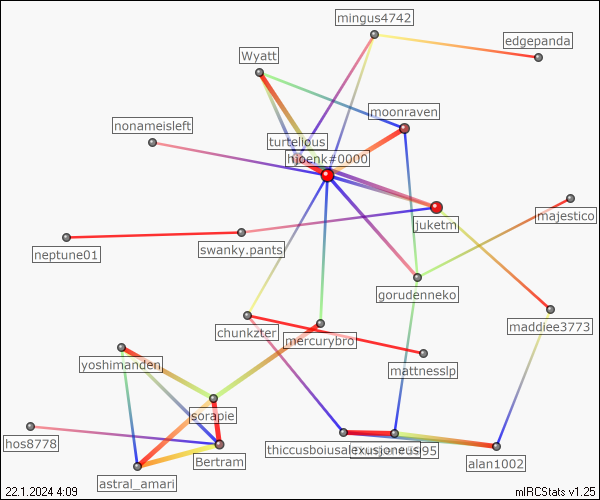 mingus4742
edgepanda
Wyatt
moonraven
nonameisleft
turtelious
hjoenk#0000
majestico
juketm
neptune01
swanky.pants
gorudenneko
chunkzter
maddiee3773
mercurybro
yoshimanden
mattnesslp
sorapie
hos8778
Bertram
alan1002
astral_amari
22.1.2024 4:09
mIRCStats v1.25